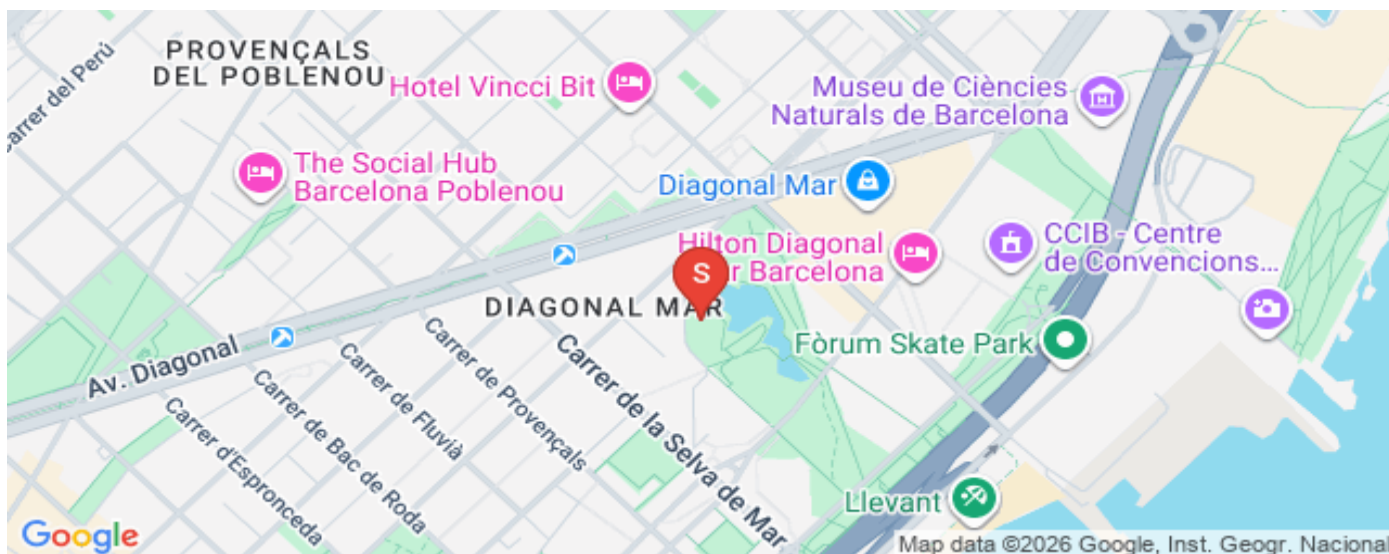 PROVENÇALS
DEL POBLENOU
Carrer del Perú
Hotel Vincci Bit
Museu de Ciències
Naturals de Barcelona
The Social Hub
Barcelona Poblenou
Diagonal Mar
Hilton Diagonal
Barcelona
S
CCIB - Centre
de Convencions...
DIAGONAL MAR
Fòrum Skate Park
Av. Diagonal
Carrer de Provençals
Carrer de la Selva de Mar
Carrer de Fluvià
Carrer de Bac de Roda
Carrer d'Espronceda
Llevant
Google
Map data ©2026 Google, Inst. Geogr. Nacional